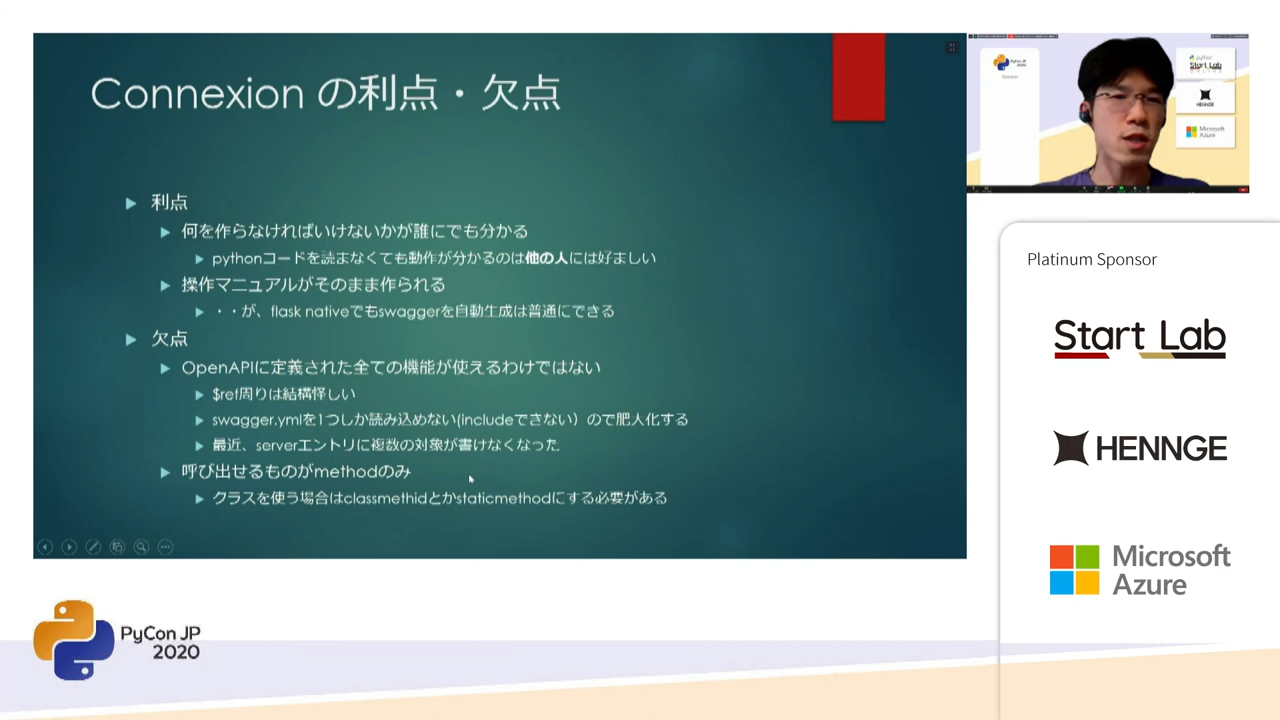 Connexion の利点・欠点
利点
何を作らなければいけないかが誰にでも分かる
pythonコードを読まなくても動作が分かるのは他の人には好ましい
操作マニュアルがそのまま作られる
・・が、flask nativeでもswaggerを自動生成は普通にできる
欠点
OpenAPIに定義された全ての機能が使えるわけではない
$ref周りは結構怪しい
swagger.ymlを1つしか読み込めない(includeできない）ので肥人化する
最近、serverエントリに複数の対象が書けなくなった
呼び出せるものがmethodのみ
クラスを使う場合はclassmethidとかstaticmethodにする必要がある
PyCon JP
2020
python
Start Lab
HENNGE
Microsoft
Azure
Platinum Sponsor
Start Lab
HENNGE
Microsoft
Azure
PyCon JP
2020